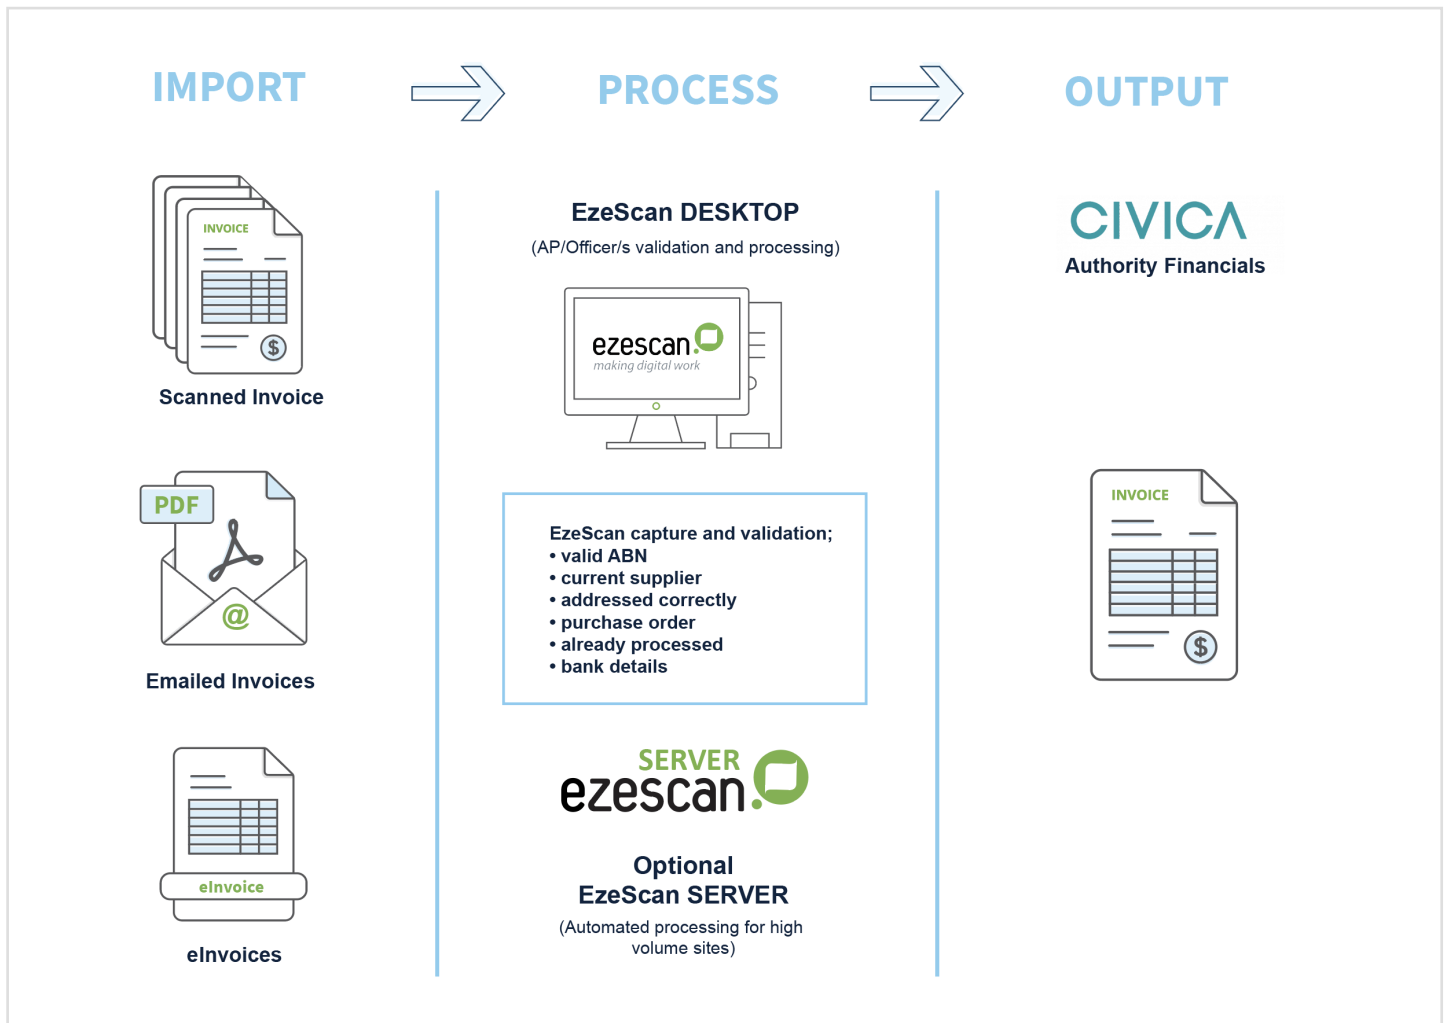 IMPORT
PROCESS
OUTPUT
INVOICE
$
Scanned Invoice
PDF
@
Emailed Invoices
eInvoice
eInvoices
EzeScan DESKTOP
(AP/Officer/s validation and processing)
ezescan.
making digital work
EzeScan capture and validation;
• valid ABN
• current supplier
• addressed correctly
• purchase order
• already processed
• bank details
SERVER
ezescan.
Optional
EzeScan SERVER
(Automated processing for high
volume sites)
CIVICA
Authority Financials
INVOICE
$